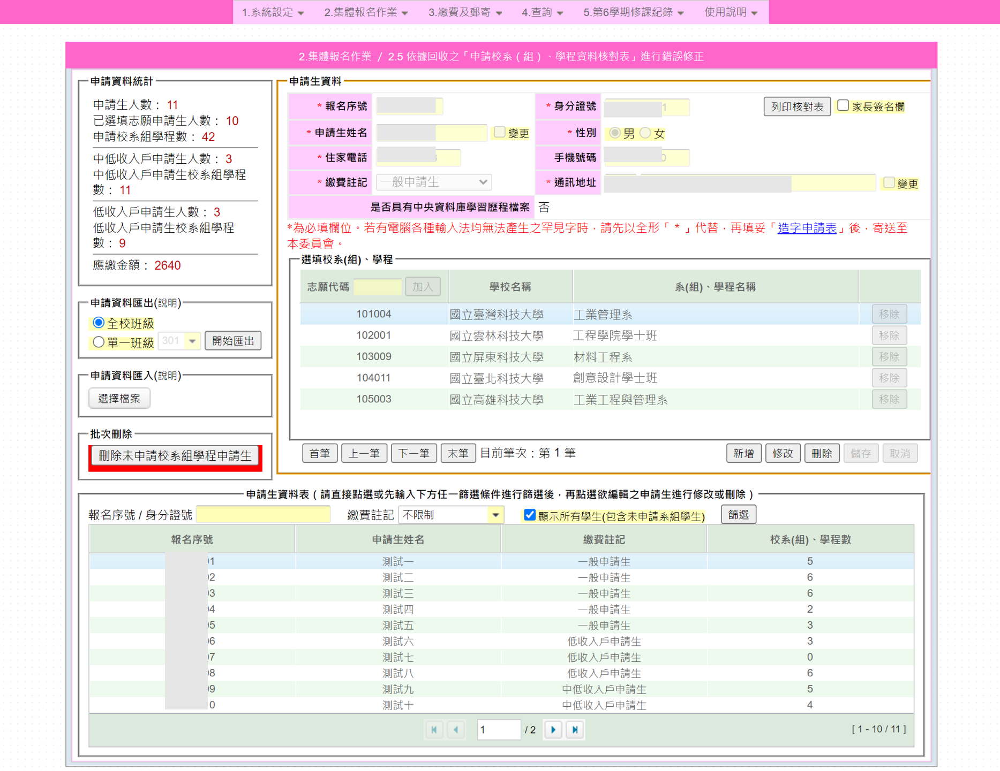 1.系統設定 2.集體報名作業 3.繳費及郵寄 4.查詢 5.第6學期修課紀錄 使用說明
2.集體報名作業 / 2.5 依據回收之「申請校系(組)、學程資料核對表」進行錯誤修正
申請資料統計
申請生人數： 11
已選填志願申請生人數： 10
申請校系組學程數： 42
中低收入戶申請生人數： 3
中低收入戶申請生校系組學程
數： 11
低收入戶申請生人數： 3
低收入戶申請生校系組學程
數： 9
應繳金額： 2640
申請資料匯出(說明)
全校班級
單一班級 301 開始匯出
申請資料匯入(說明)
選擇檔案
批次刪除
刪除未申請校系組學程申請生
申請生資料
* 報名序號 * 身分證號 1 列印核對表 家長簽名欄
* 申請生姓名 變更 * 性別 男 女
* 住家電話 手機號碼 0
* 繳費註記 一般申請生 * 通訊地址 變更
是否具有中央資料庫學習歷程檔案 否
*為必填欄位。若有電腦各種輸入法均無法產生之罕見字時，請先以全形「 * 」代替，再填妥「造字申請表」後，寄送至
本委員會。
選填校系(組)、學程
志願代碼 加入 學校名稱 系(組)、學程名稱
101004 國立臺灣科技大學 工業管理系 移除
102001 國立雲林科技大學 工程學院學士班 移除
103009 國立屏東科技大學 材料工程系 移除
104011 國立臺北科技大學 創意設計學士班 移除
105003 國立高雄科技大學 工業工程與管理系 移除
首筆 上一筆 下一筆 末筆 目前筆次：第 1 筆 新增 修改 刪除 儲存 取消
申請生資料表(請直接點選或先輸入下方任一篩選條件進行篩選後，再點選欲編輯之申請生進行修改或刪除)
報名序號 / 身分證號 繳費註記 不限制 顯示所有學生(包含未申請系組學生) 篩選
報名序號 申請生姓名 繳費註記 校系(組)、學程數
01 測試一 一般申請生 5
02 測試二 一般申請生 6
03 測試三 一般申請生 6
04 測試四 一般申請生 2
05 測試五 一般申請生 3
06 測試六 低收入戶申請生 3
07 測試七 低收入戶申請生 0
08 測試八 低收入戶申請生 6
09 測試九 中低收入戶申請生 5
0 測試十 中低收入戶申請生 4
1 / 2 [ 1 - 10 / 11 ]